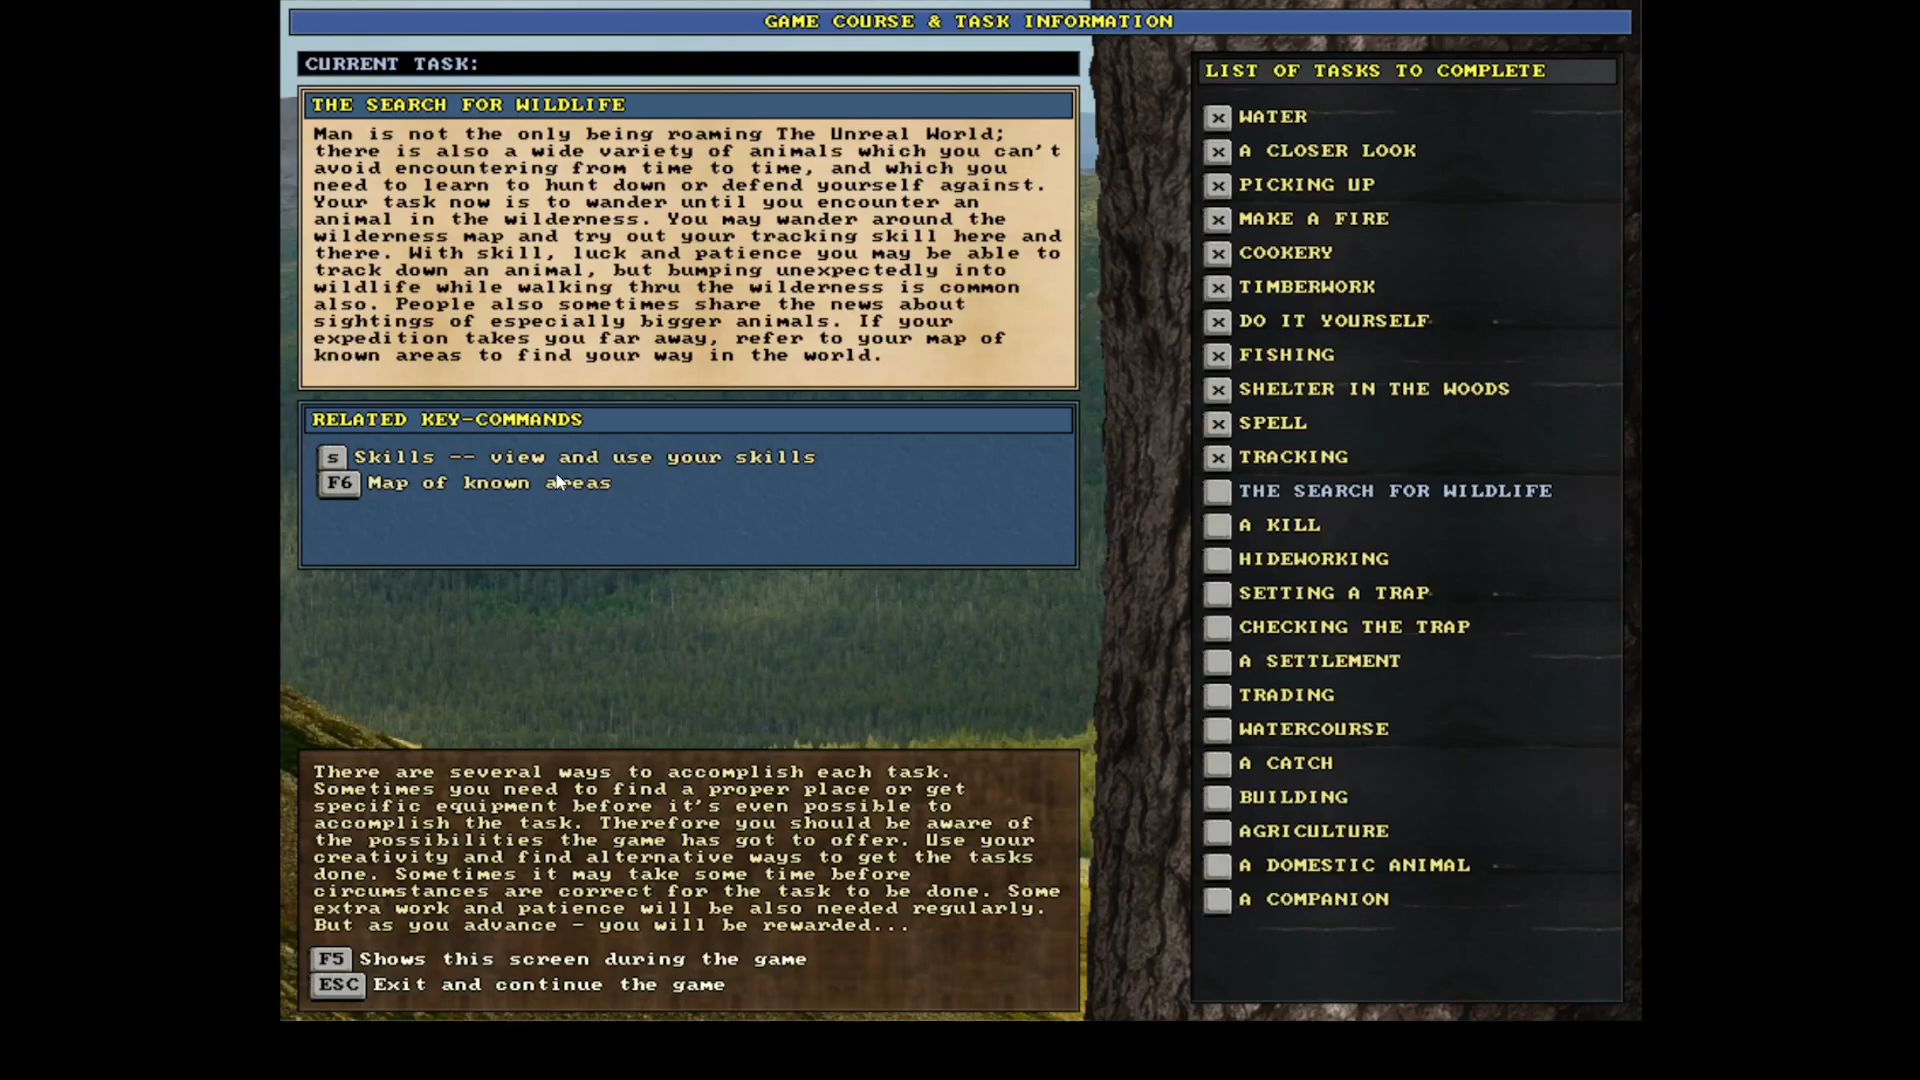 GAME COURSE & TASK INFORMATION
CURRENT TASK:
THE SEARCH FOR WILDLIFE
Man is not the only being roaming The Unreal World;
there is also a wide variety of animals which you can't
avoid encountering from time to time, and which you
need to learn to hunt down or defend yourself against.
Your task now is to wander until you encounter an
animal in the wilderness. You may wander around the
wilderness map and try out your tracking skill here and
there. With skill, luck and patience you may be able to
track down an animal, but bumping unexpectedly into
wildlife while walking thru the wilderness is common
also. People also sometimes share the news about
sightings of especially bigger animals. If your
expedition takes you far away, refer to your map of
known areas to find your way in the world.
RELATED KEY-COMMANDS
s Skills -- view and use your skills
F6 Map of known areas
There are several ways to accomplish each task.
Sometimes you need to find a proper place or get
specific equipment before it's even possible to
accomplish the task. Therefore you should be aware of
the possibilities the game has got to offer. Use your
creativity and find alternative ways to get the tasks
done. Sometimes it may take some time before
circumstances are correct for the task to be done. Some
extra work and patience will be also needed regularly.
But as you advance - you will be rewarded...
F5 Shows this screen during the game
ESC Exit and continue the game
LIST OF TASKS TO COMPLETE
x WATER
x A CLOSER LOOK
x PICKING UP
x MAKE A FIRE
x COOKERY
x TIMBERWORK
x DO IT YOURSELF
x FISHING
x SHELTER IN THE WOODS
x SPELL
x TRACKING
THE SEARCH FOR WILDLIFE
A KILL
HIDEWORKING
SETTING A TRAP
CHECKING THE TRAP
A SETTLEMENT
TRADING
WATERCOURSE
A CATCH
BUILDING
AGRICULTURE
A DOMESTIC ANIMAL
A COMPANION